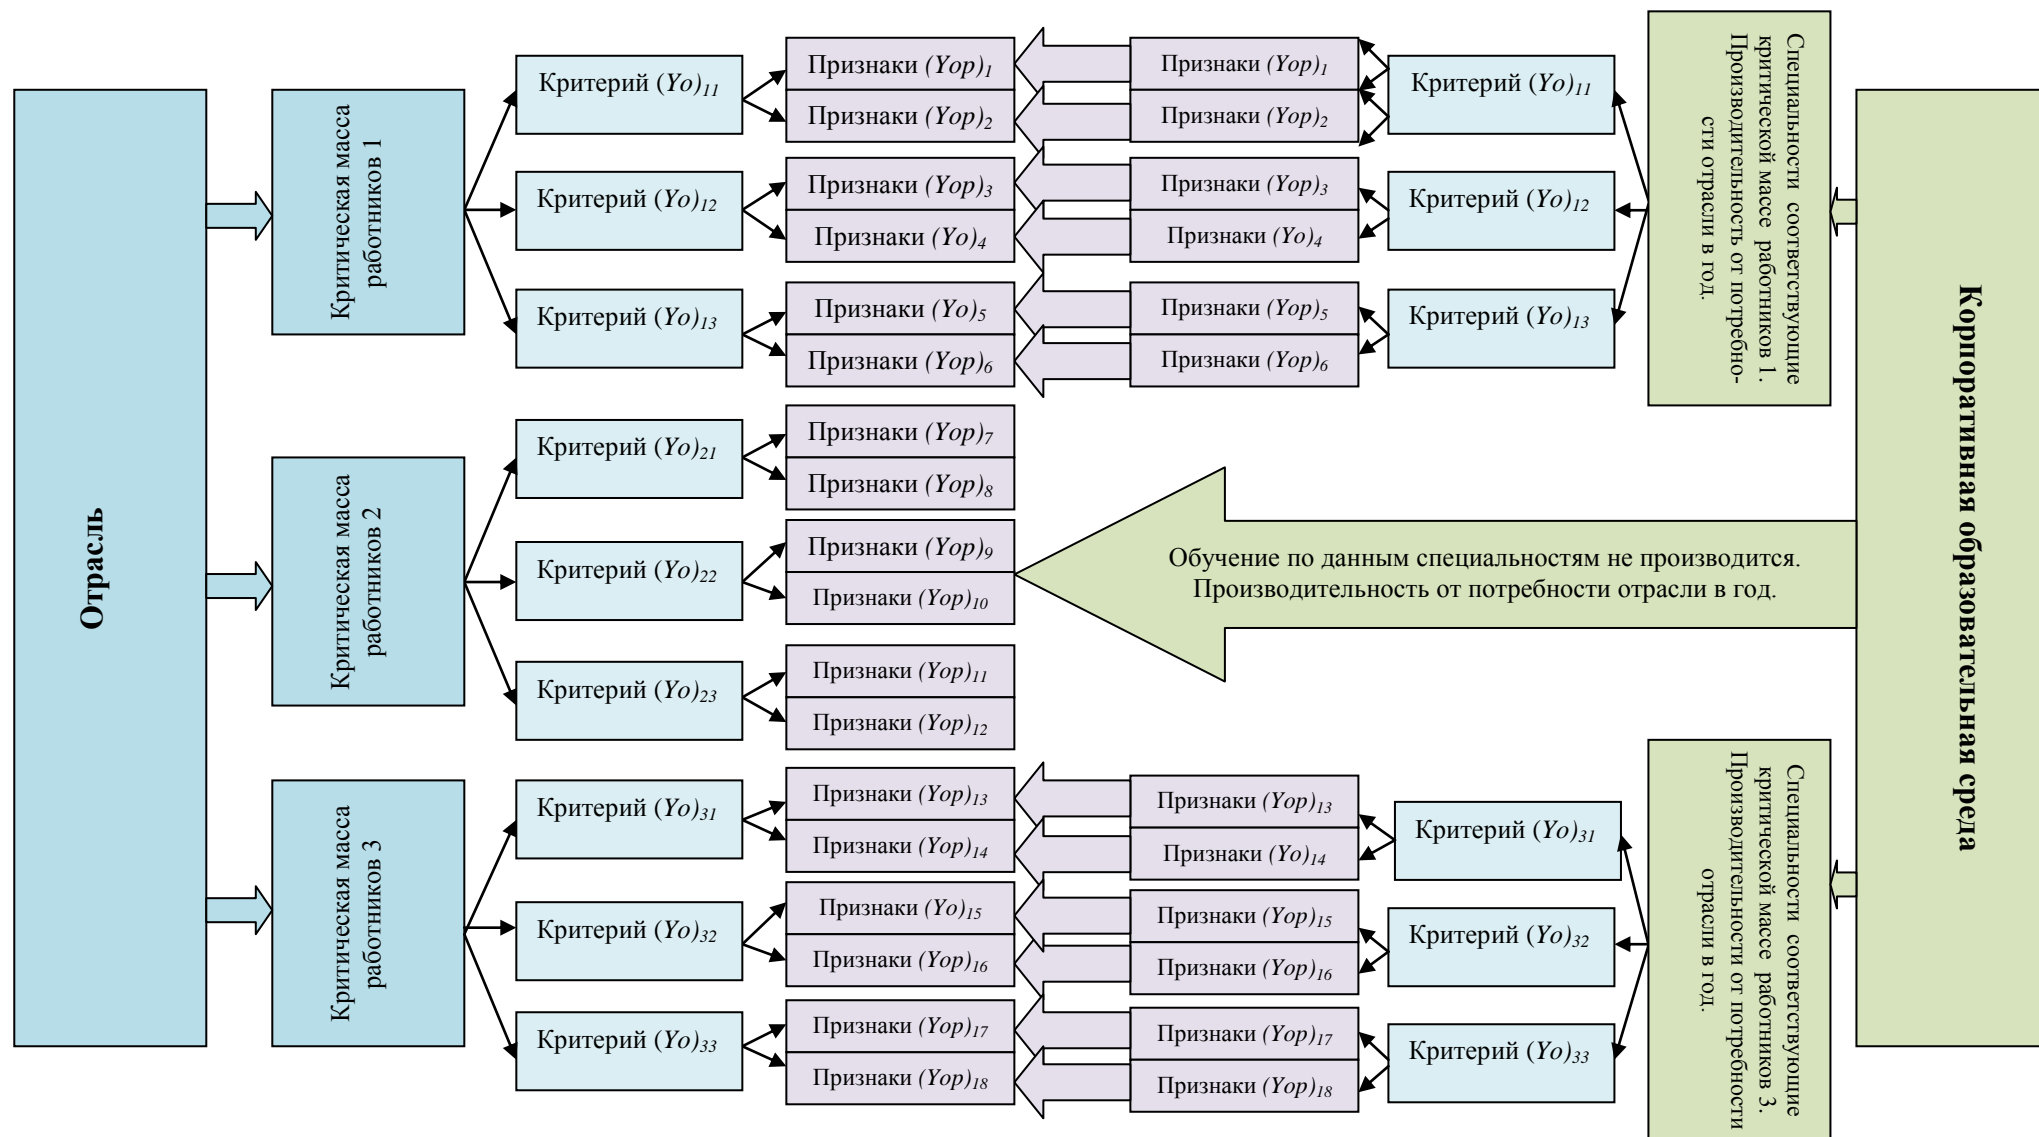 Отрасль
Критическая масса
работников 1
Критическая масса
работников 2
Критическая масса
работников 3
Критерий (Yo)11
Критерий (Yo)12
Критерий (Yo)13
Критерий (Yo)21
Критерий (Yo)22
Критерий (Yo)23
Критерий (Yo)31
Критерий (Yo)32
Критерий (Yo)33
Признаки (Yop)1
Признаки (Yop)2
Признаки (Yop)3
Признаки (Yo)4
Признаки (Yo)5
Признаки (Yop)6
Признаки (Yop)7
Признаки (Yop)8
Признаки (Yop)9
Признаки (Yop)10
Признаки (Yop)11
Признаки (Yop)12
Признаки (Yop)13
Признаки (Yop)14
Признаки (Yo)15
Признаки (Yop)16
Признаки (Yop)17
Признаки (Yop)18
Признаки (Yop)1
Признаки (Yop)2
Признаки (Yop)3
Признаки (Yo)4
Признаки (Yop)5
Признаки (Yop)6
Обучение по данным специальностям не производится.
Производительность от потребности отрасли в год.
Признаки (Yop)13
Признаки (Yo)14
Признаки (Yop)15
Признаки (Yop)16
Признаки (Yop)17
Признаки (Yop)18
Критерий (Yo)11
Критерий (Yo)12
Критерий (Yo)13
Критерий (Yo)31
Критерий (Yo)32
Критерий (Yo)33
Специальности соответствующие
критической массе работников 1.
Производительность от потребно-
сти отрасли в год.
Специальности соответствующие
критической массе работников 3.
Производительности от потребности
отрасли в год.
Корпоративная образовательная среда